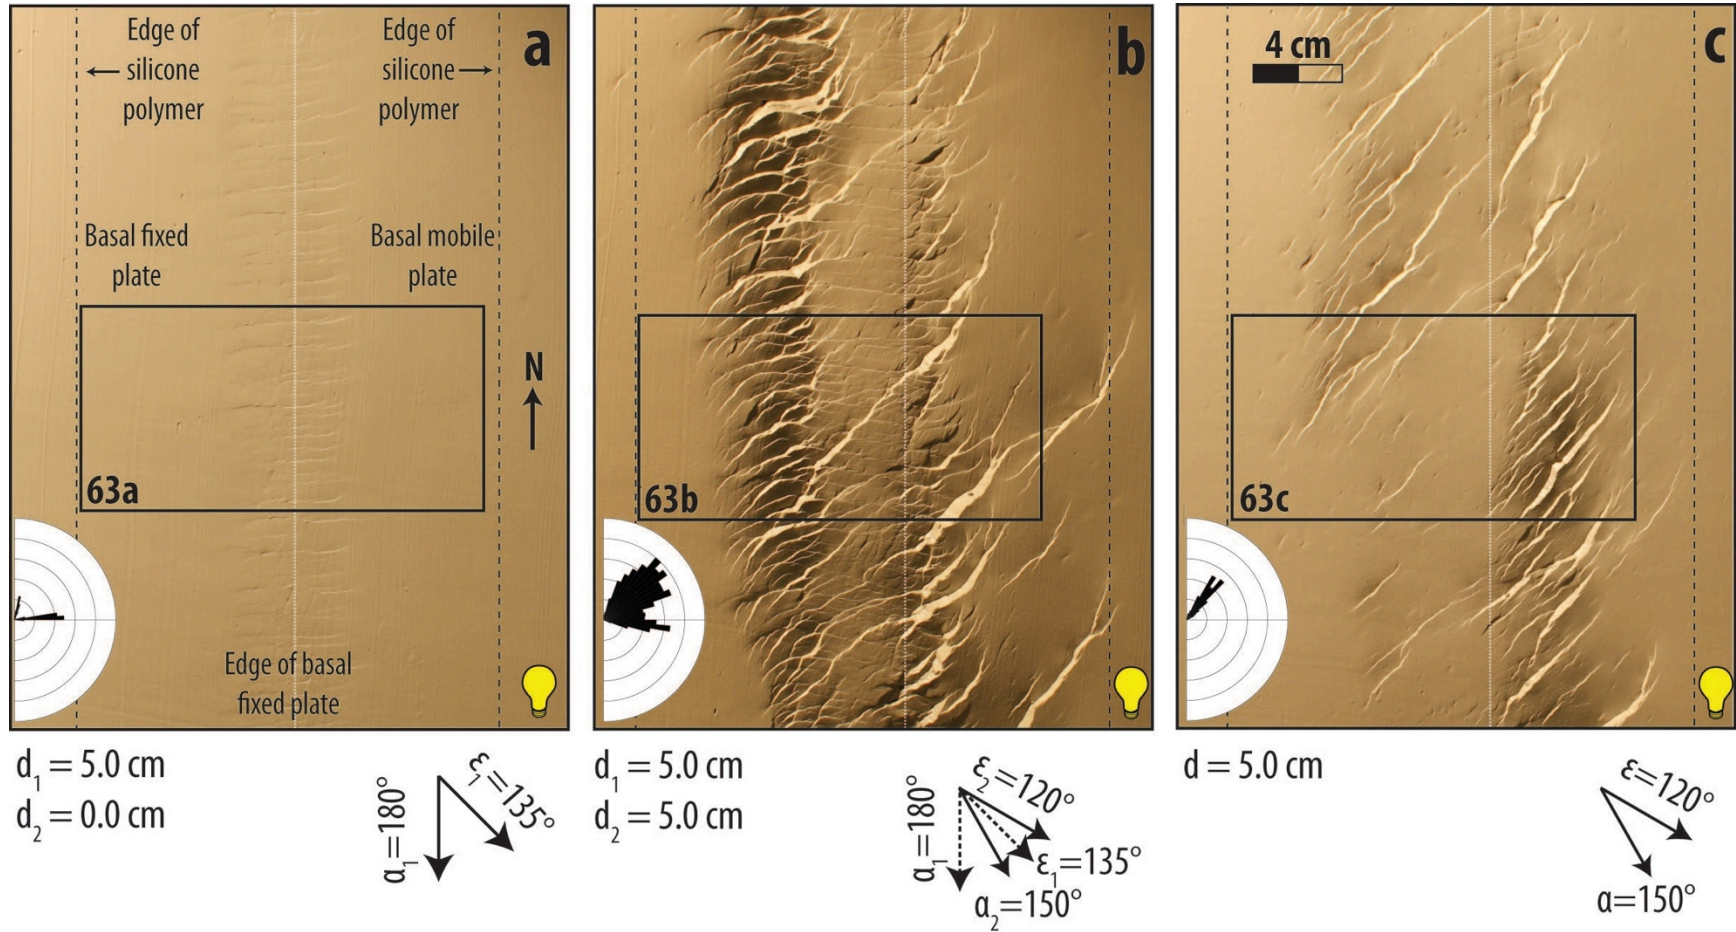 a
Edge of
silicone
polymer
Edge of
silicone
polymer
Basal fixed
plate
Basal mobile
plate
N
63a
Edge of basal
fixed plate
d₁ = 5.0 cm
d₂ = 0.0 cm
α₁=180°
ε₁=135°
b
63b
d₁ = 5.0 cm
d₂ = 5.0 cm
α₁=180°
ε₂=120°
ε₁=135°
α₂=150°
c
4 cm
63c
d = 5.0 cm
ε=120°
α=150°